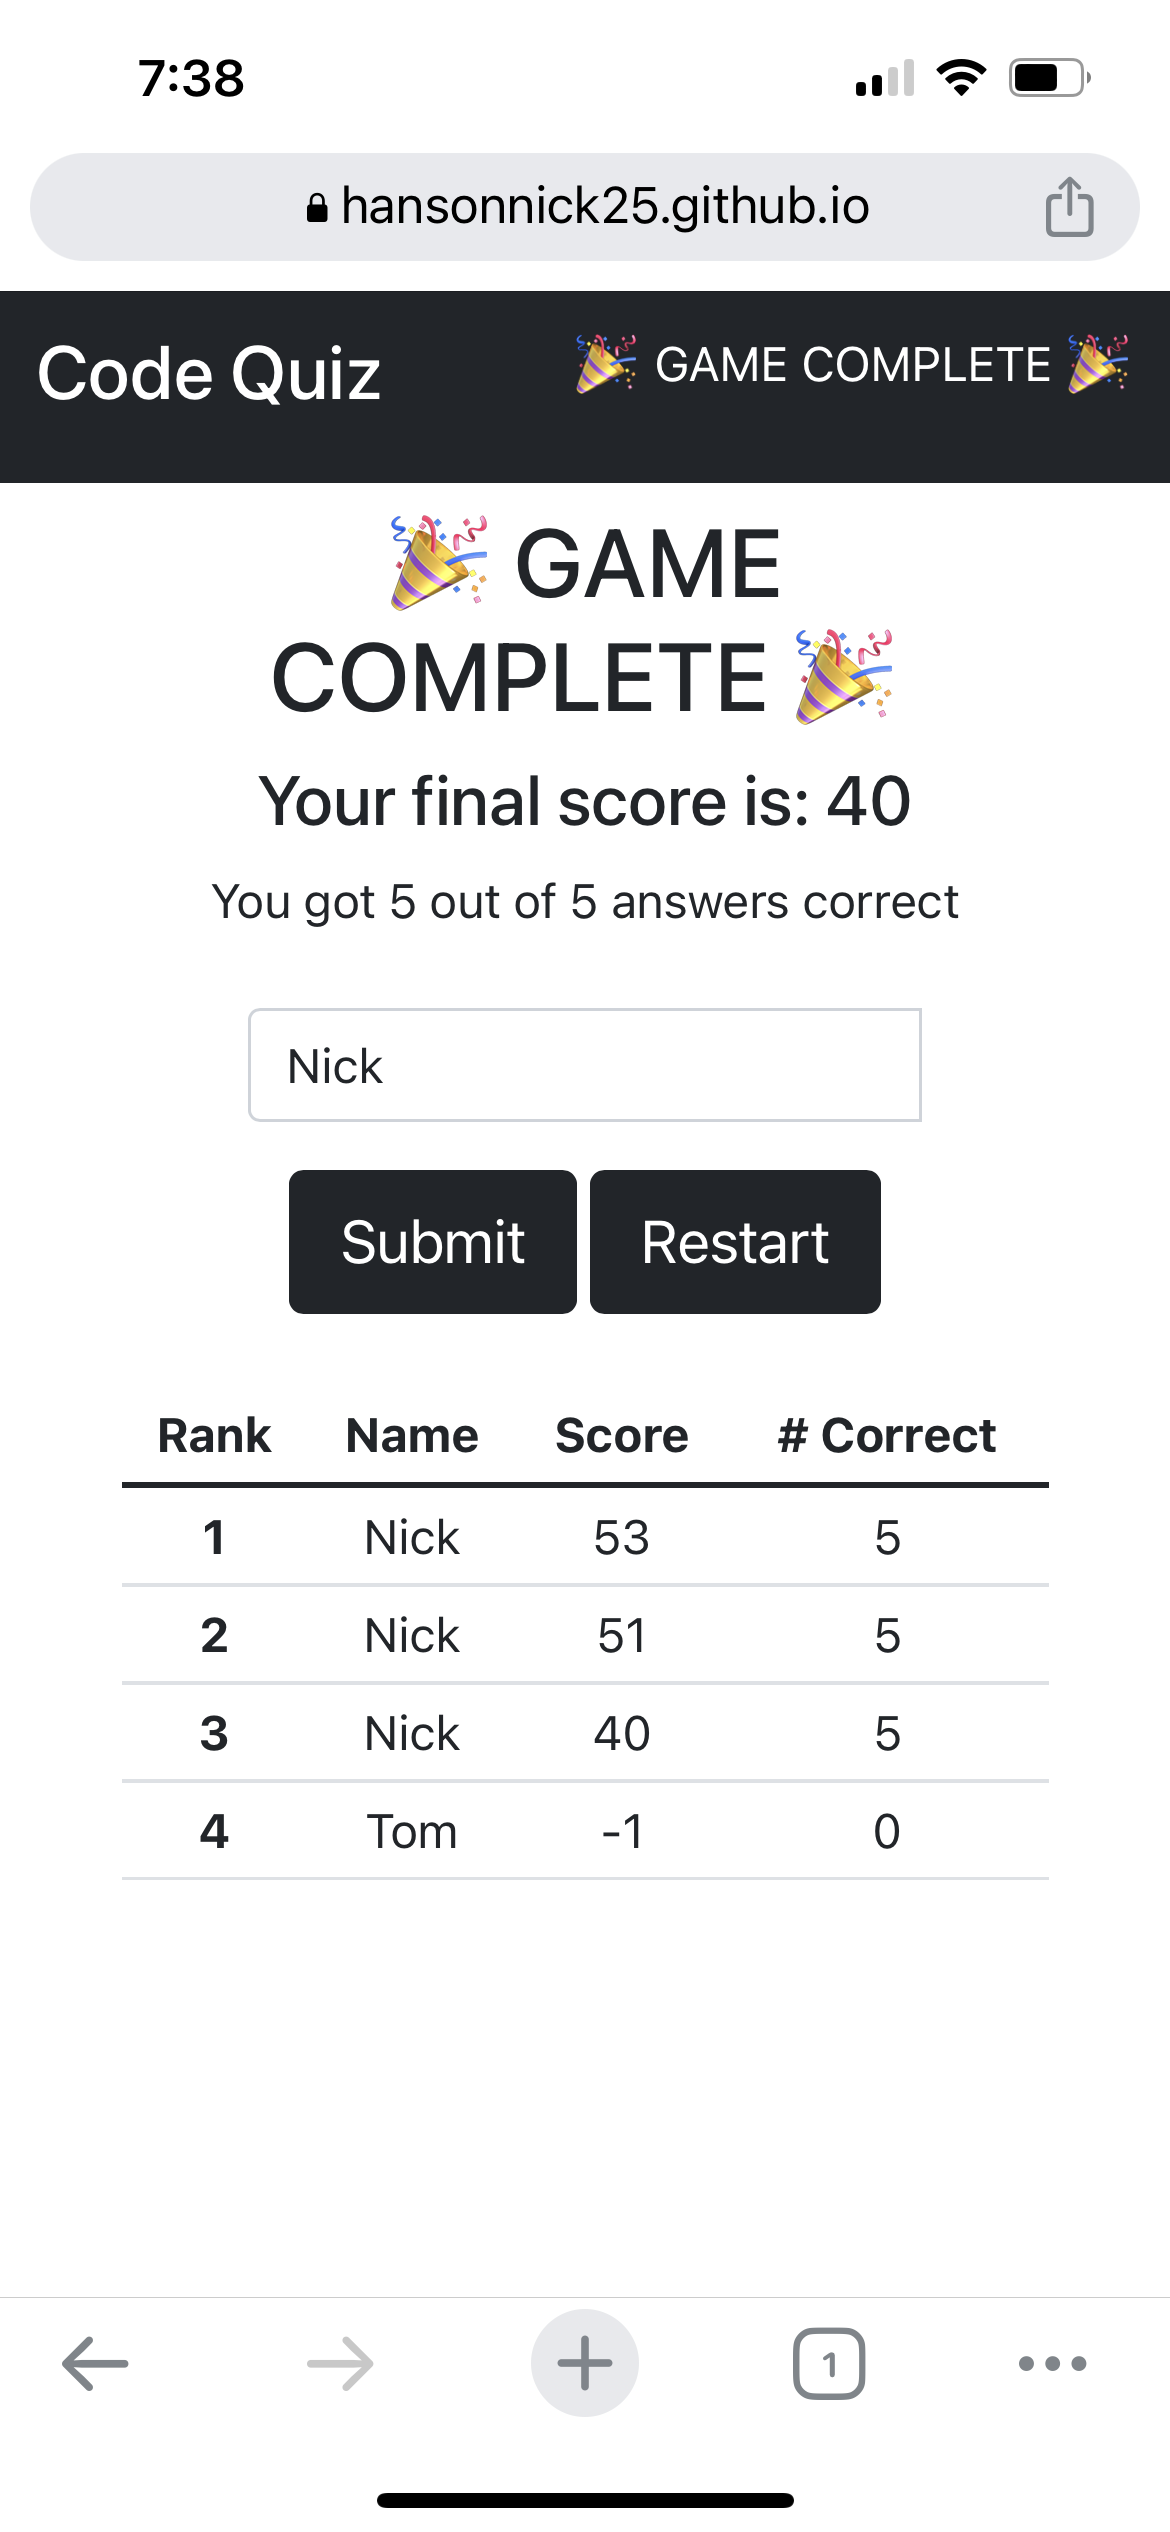 7:38
hansonnick25.github.io
Code Quiz
🎉 GAME COMPLETE 🎉
🎉 GAME
COMPLETE 🎉
Your final score is: 40
You got 5 out of 5 answers correct
Nick
Submit Restart
Rank Name Score # Correct
1 Nick 53 5
2 Nick 51 5
3 Nick 40 5
4 Tom -1 0
1